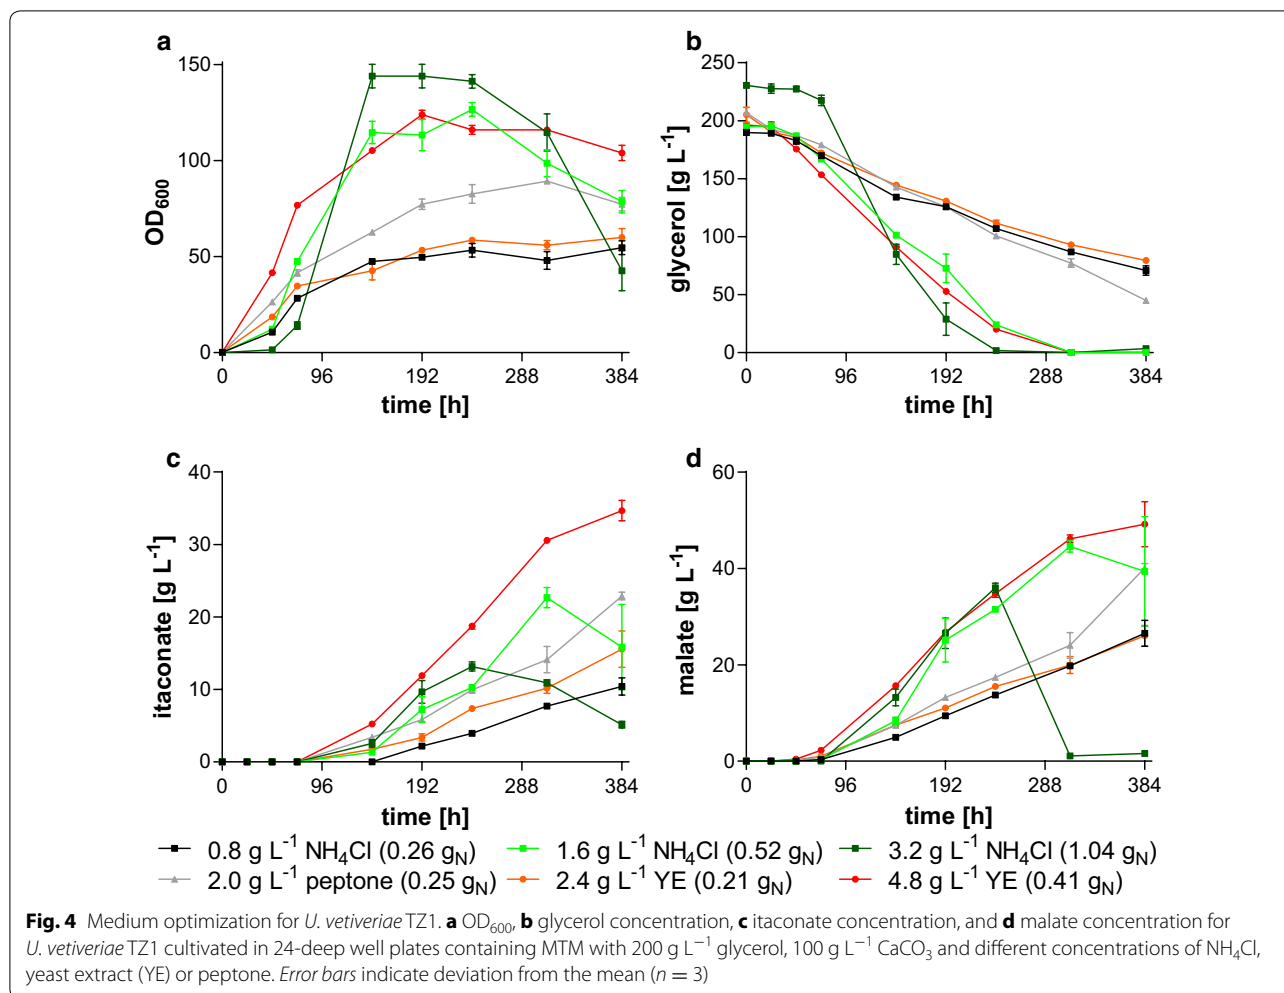 a
b
150
100
50
0
OD600
0 96 192 288 384
time [h]
250
200
150
100
50
0
glycerol [g L-1]
0 96 192 288 384
time [h]
c
d
40
30
20
10
0
itaconate [g L-1]
0 96 192 288 384
time [h]
60
40
20
0
malate [g L-1]
0 96 192 288 384
time [h]
0.8 g L-1 NH4Cl (0.26 gN) 1.6 g L-1 NH4Cl (0.52 gN) 3.2 g L-1 NH4Cl (1.04 gN)
2.0 g L-1 peptone (0.25 gN) 2.4 g L-1 YE (0.21 gN) 4.8 g L-1 YE (0.41 gN)
Fig. 4 Medium optimization for U. vetiveriae TZ1. a OD600, b glycerol concentration, c itaconate concentration, and d malate concentration for
U. vetiveriae TZ1 cultivated in 24-deep well plates containing MTM with 200 g L−1 glycerol, 100 g L−1 CaCO3 and different concentrations of NH4Cl,
yeast extract (YE) or peptone. Error bars indicate deviation from the mean (n = 3)